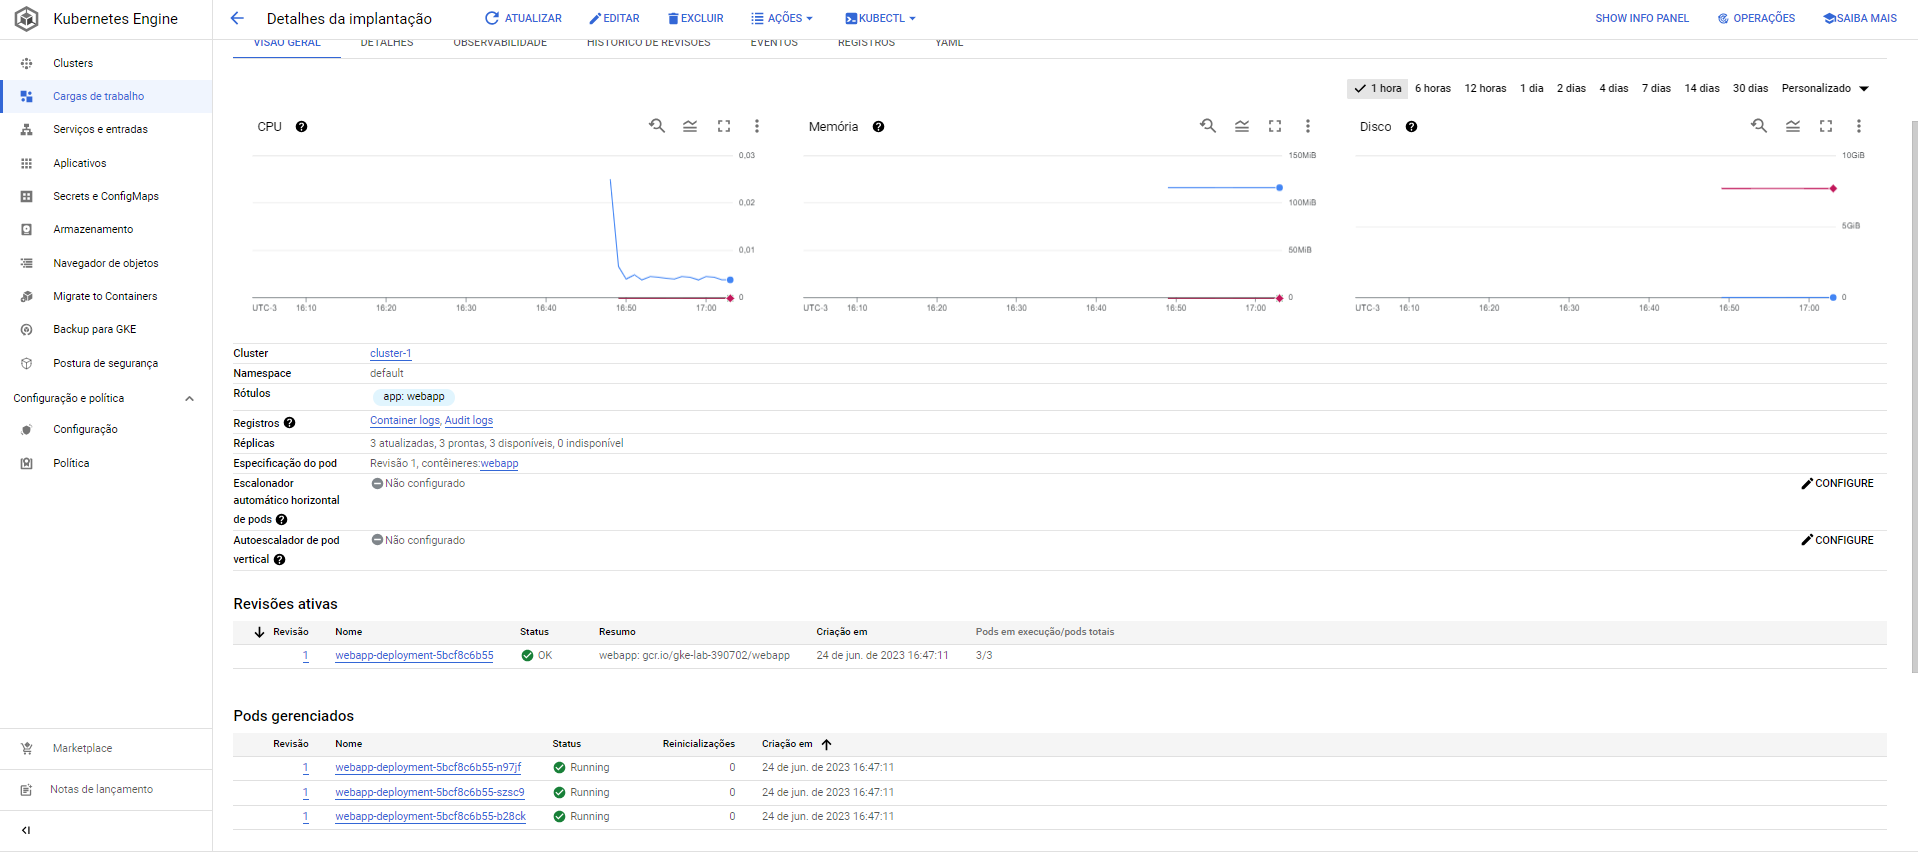 Kubernetes Engine
Detalhes da implantação
ATUALIZAR
EDITAR
EXCLUIR
AÇÕES
KUBECTL
SHOW INFO PANEL
OPERAÇÕES
SAIBA MAIS
Clusters
Cargas de trabalho
Serviços e entradas
Aplicativos
Secrets e ConfigMaps
Armazenamento
Navegador de objetos
Migrate to Containers
Backup para GKE
Postura de segurança
Configuração e política
Configuração
Política
Marketplace
Notas de lançamento
VISÃO GERAL DETALHES OBSERVABILIDADE HISTÓRICO DE REVISÕES EVENTOS REGISTROS YAML
1 hora 6 horas 12 horas 1 dia 2 dias 4 dias 7 dias 14 dias 30 dias Personalizado
CPU
0,03
0,02
0,01
0
UTC-3 16:10 16:20 16:30 16:40 16:50 17:00
Memória
150MiB
100MiB
50MiB
0
UTC-3 16:10 16:20 16:30 16:40 16:50 17:00
Disco
10GiB
5GiB
0
UTC-3 16:10 16:20 16:30 16:40 16:50 17:00
Cluster cluster-1
Namespace default
Rótulos app: webapp
Registros Container logs, Audit logs
Réplicas 3 atualizadas, 3 prontas, 3 disponíveis, 0 indisponível
Especificação do pod Revisão 1, contêineres:webapp
Escalonador
automático horizontal
de pods
Não configurado
CONFIGURE
Autoescalador de pod
vertical
Não configurado
CONFIGURE
Revisões ativas
Revisão Nome Status Resumo Criação em Pods em execução/pods totais
1 webapp-deployment-5bcf8c6b55 OK webapp: gcr.io/gke-lab-390702/webapp 24 de jun. de 2023 16:47:11 3/3
Pods gerenciados
Revisão Nome Status Reinicializações Criação em
1 webapp-deployment-5bcf8c6b55-n97jf Running 0 24 de jun. de 2023 16:47:11
1 webapp-deployment-5bcf8c6b55-szsc9 Running 0 24 de jun. de 2023 16:47:11
1 webapp-deployment-5bcf8c6b55-b28ck Running 0 24 de jun. de 2023 16:47:11